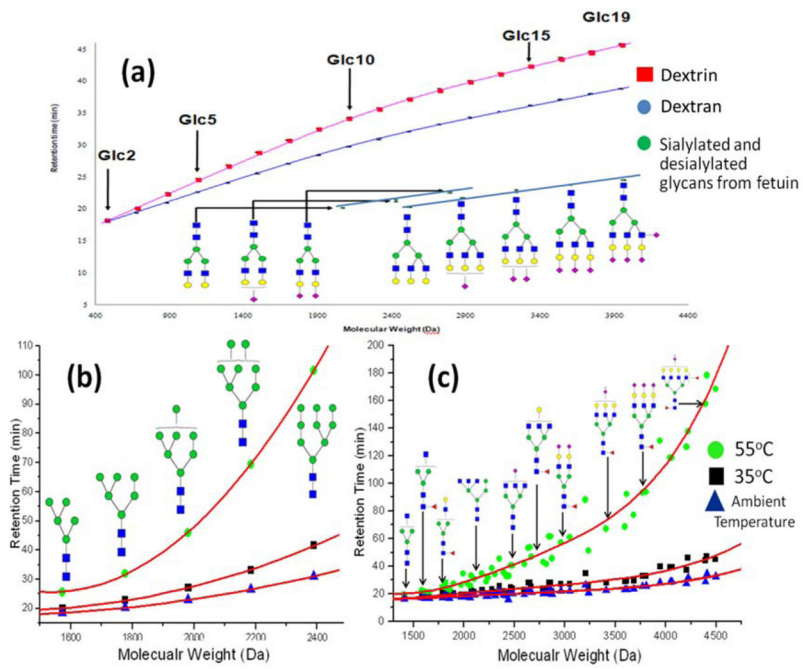 (a)
Glc2
Glc5
Glc10
Glc15
Glc19
Dextrin
Dextran
Sialylated and
desialylated
glycans from fetuin
Retention time (min)
45
40
35
30
25
20
15
10
5
400 900 1400 1900 2400 2900 3400 3900 4400
Molecular Weight (Da)
(b)
Retention Time (min)
110
100
90
80
70
60
50
40
30
20
1600 1800 2000 2200 2400
Molecualr Weight (Da)
(c)
Retention Time (min)
200
180
160
140
120
100
80
60
40
20
0
1500 2000 2500 3000 3500 4000 4500
Molecualr Weight (Da)
55°C
35°C
Ambient
Temperature